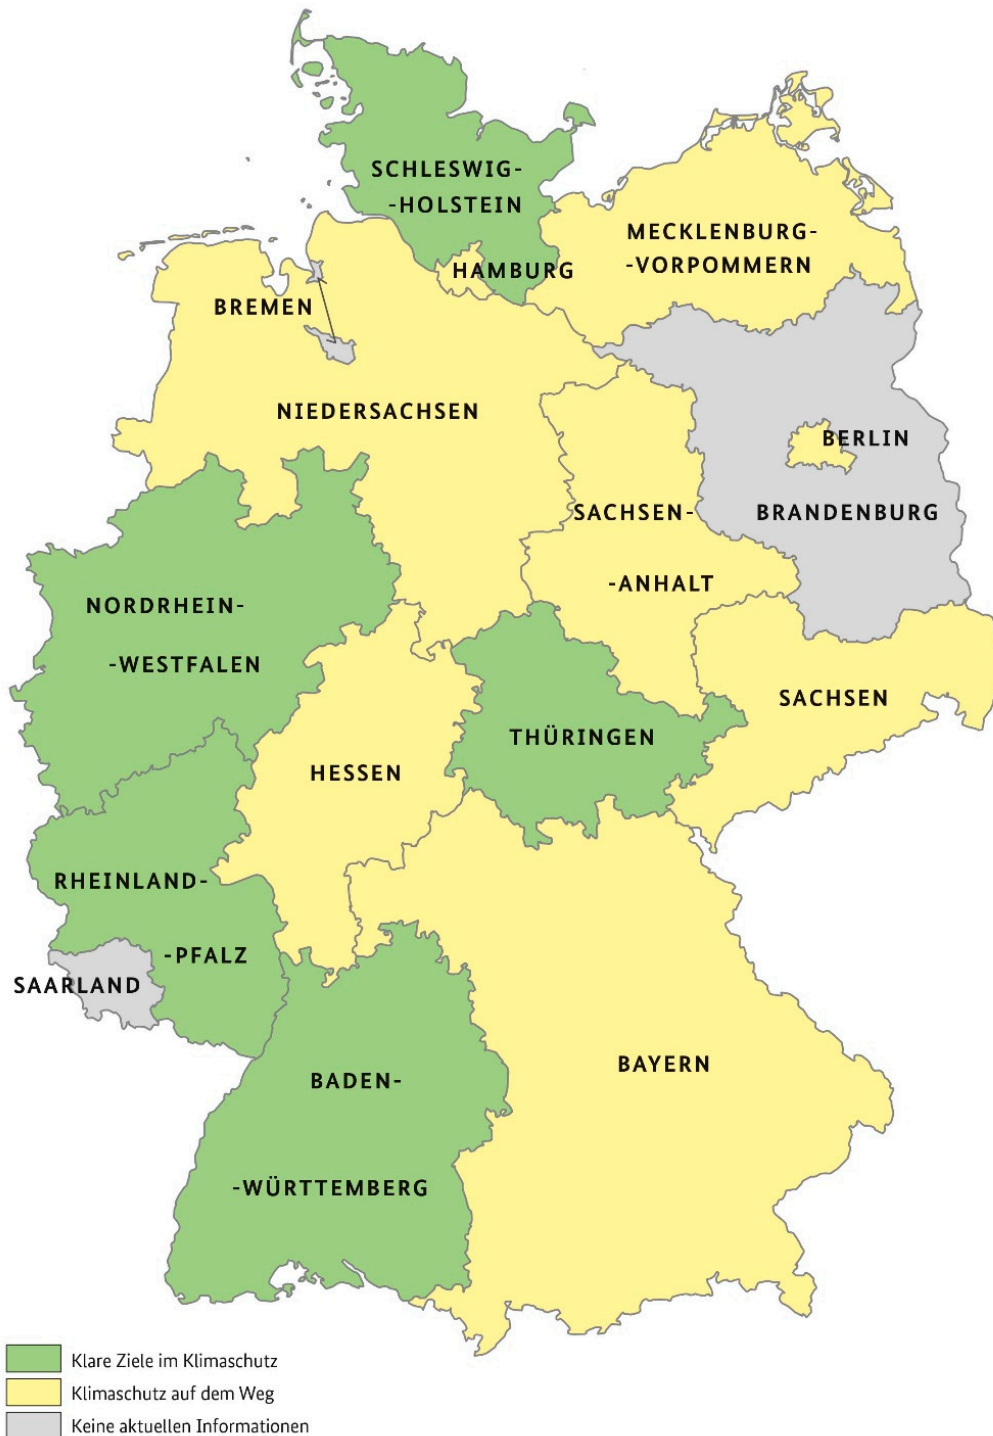 SCHLESWIG-
-HOLSTEIN
MECKLENBURG-
-VORPOMMERN
HAMBURG
BREMEN
NIEDERSACHSEN
BERLIN
SACHSEN-
BRANDENBURG
-ANHALT
NORDRHEIN-
-WESTFALEN
SACHSEN
THÜRINGEN
HESSEN
RHEINLAND-
-PFALZ
SAARLAND
BAYERN
BADEN-
-WÜRTTEMBERG
Klare Ziele im Klimaschutz
Klimaschutz auf dem Weg
Keine aktuellen Informationen